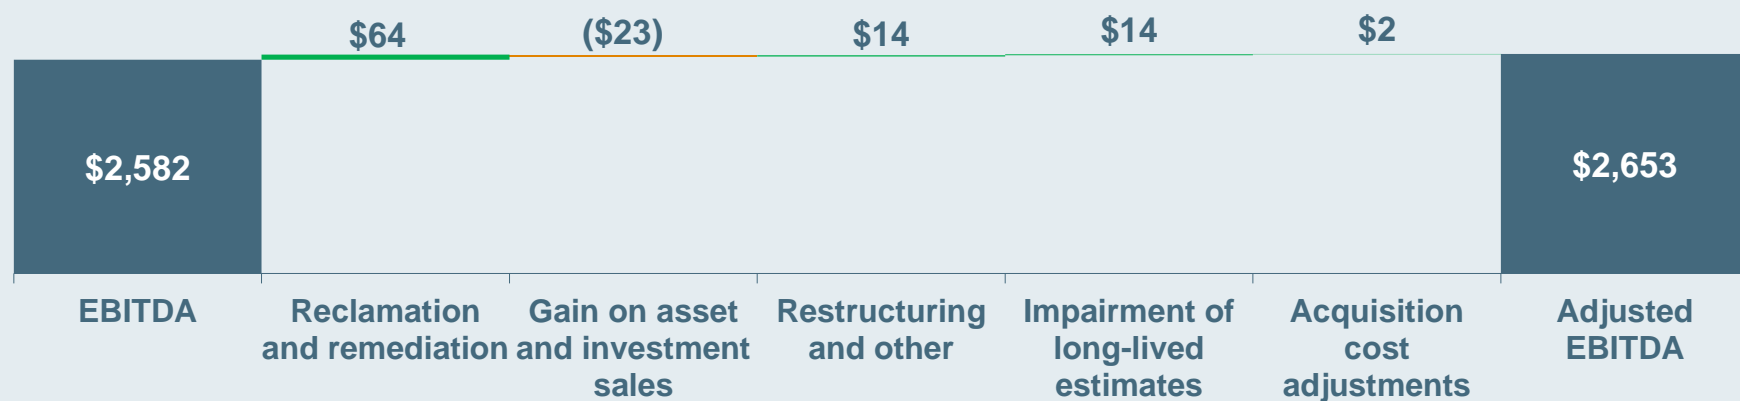 $64
($23)
$14
$14
$2
$2,582
$2,653
EBITDA
Reclamation
and remediation
Gain on asset
and investment
sales
Restructuring
and other
Impairment of
long-lived
estimates
Acquisition
cost
adjustments
Adjusted
EBITDA